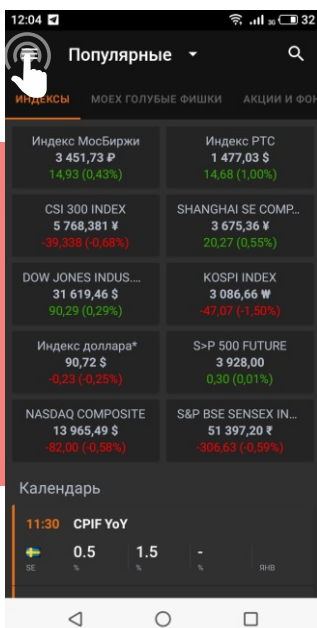 12:04 32
Популярные
ИНДЕКСЫ МОЕХ ГОЛУБЫЕ ФИШКИ АКЦИИ И ФОН
Индекс МосБиржи Индекс РТС
3 451,73 ₽ 1 477,03 $
14,93 (0,43%) 14,68 (1,00%)
CSI 300 INDEX SHANGHAI SE COMP...
5 768,381 ¥ 3 675,36 ¥
-39,338 (-0,68%) 20,27 (0,55%)
DOW JONES INDUS.... KOSPI INDEX
31 619,46 $ 3 086,66 ₩
90,29 (0,29%) -47,07 (-1,50%)
Индекс доллара* S>P 500 FUTURE
90,72 $ 3 928,00
-0,23 (-0,25%) 0,30 (0,01%)
NASDAQ COMPOSITE S&P BSE SENSEX IN...
13 965,49 $ 51 397,20 ₹
-82,00 (-0,58%) -306,63 (-0,59%)
Календарь
11:30 CPIF YoY
0.5 1.5 -
SE % % % ЯНВ